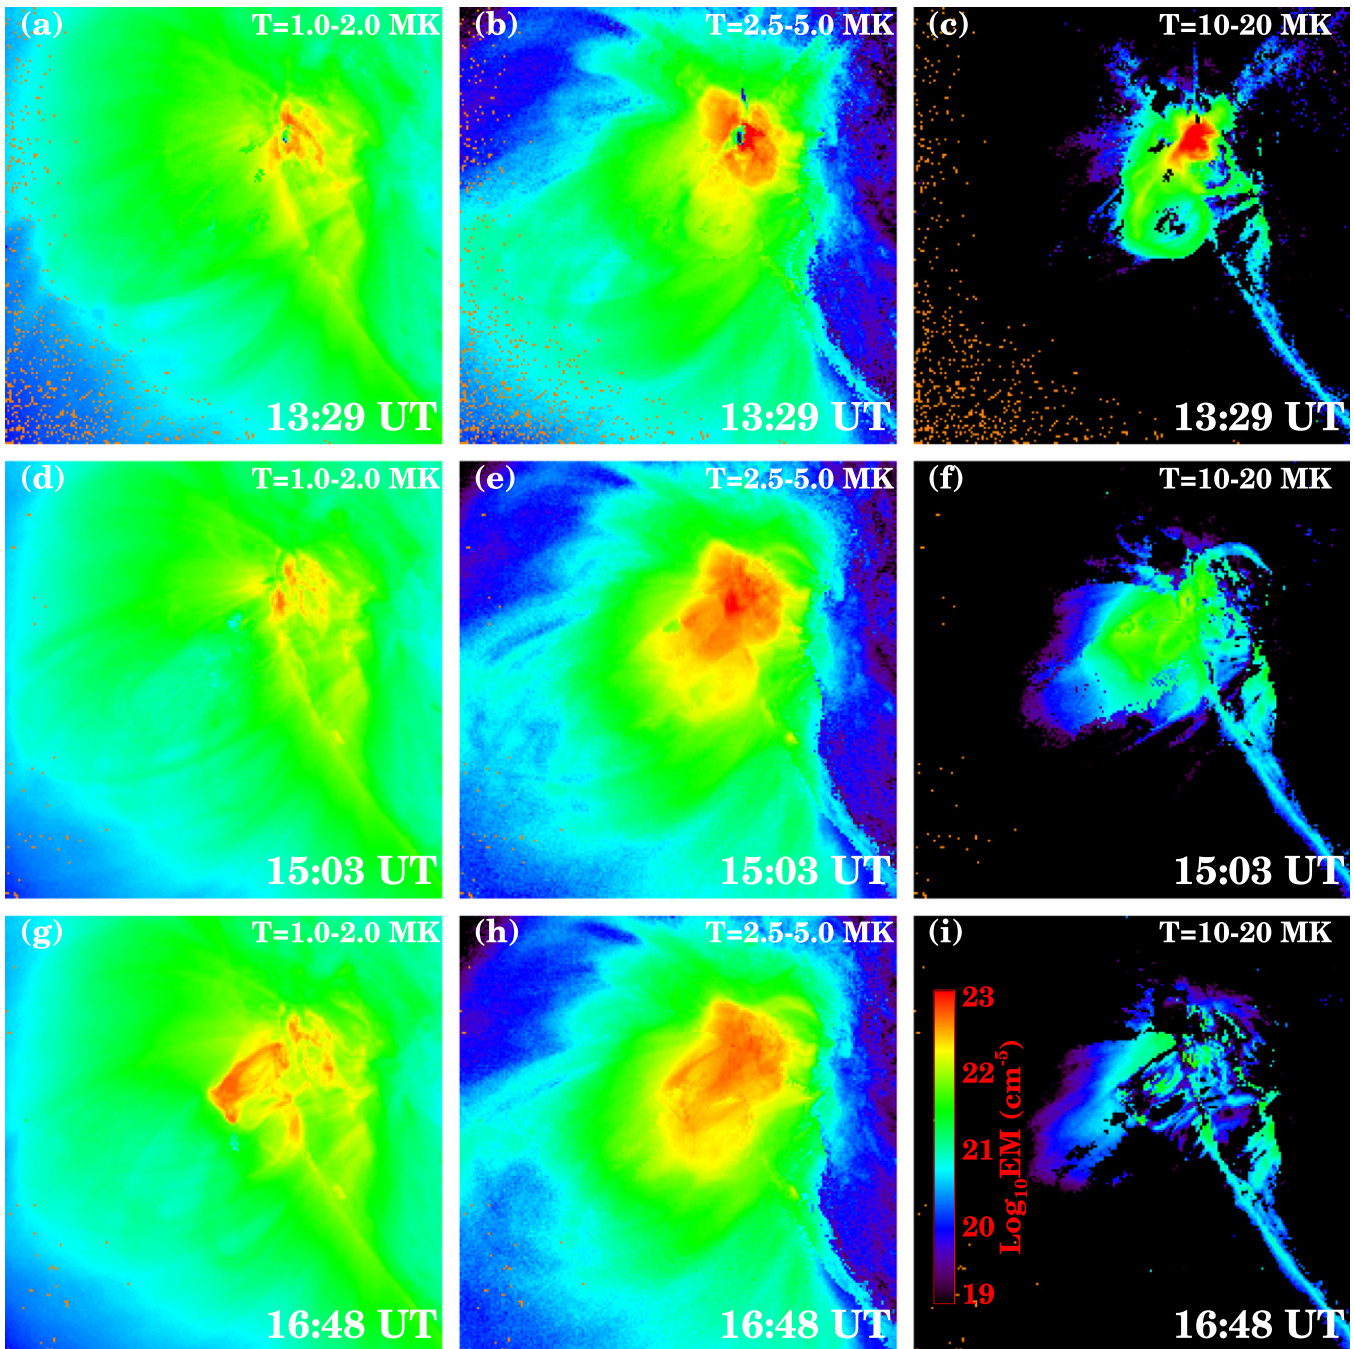 (a) T=1.0-2.0 MK
13:29 UT
(b) T=2.5-5.0 MK
13:29 UT
(c) T=10-20 MK
13:29 UT
(d) T=1.0-2.0 MK
15:03 UT
(e) T=2.5-5.0 MK
15:03 UT
(f) T=10-20 MK
15:03 UT
(g) T=1.0-2.0 MK
16:48 UT
(h) T=2.5-5.0 MK
16:48 UT
(i) T=10-20 MK
23
22
21
20
19
Log₁₀EM (cm⁻⁵)
16:48 UT